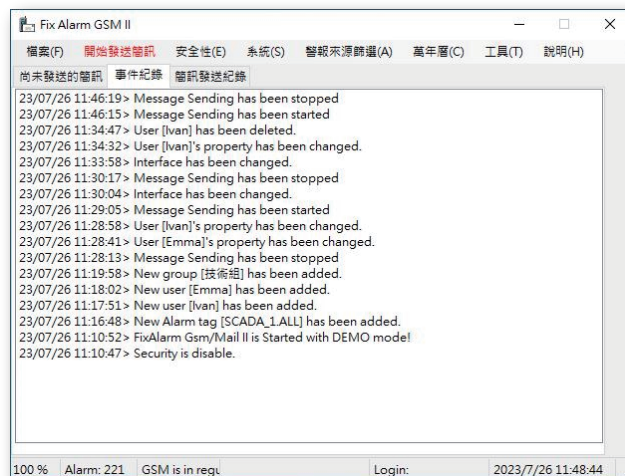 Fix Alarm GSM II
檔案(F) 開始發送簡訊 安全性(E) 系統(S) 警報來源篩選(A) 萬年曆(C) 工具(T) 說明(H)
尚未發送的簡訊 事件紀錄 簡訊發送紀錄
23/07/26 11:46:19> Message Sending has been stopped
23/07/26 11:46:15> Message Sending has been started
23/07/26 11:34:47> User [Ivan] has been deleted.
23/07/26 11:34:32> User [Ivan]'s property has been changed.
23/07/26 11:33:58> Interface has been changed.
23/07/26 11:30:17> Message Sending has been stopped
23/07/26 11:30:04> Interface has been changed.
23/07/26 11:29:05> Message Sending has been started
23/07/26 11:28:58> User [Ivan]'s property has been changed.
23/07/26 11:28:41> User [Emma]'s property has been changed.
23/07/26 11:28:13> Message Sending has been stopped
23/07/26 11:19:58> New group [技術組] has been added.
23/07/26 11:18:02> New user [Emma] has been added.
23/07/26 11:17:51> New user [Ivan] has been added.
23/07/26 11:16:48> New Alarm tag [SCADA_1.ALL] has been added.
23/07/26 11:10:52> FixAlarm Gsm/Mail II is Started with DEMO mode!
23/07/26 11:10:47> Security is disable.
100 % Alarm: 221 GSM is in regu Login: 2023/7/26 11:48:44